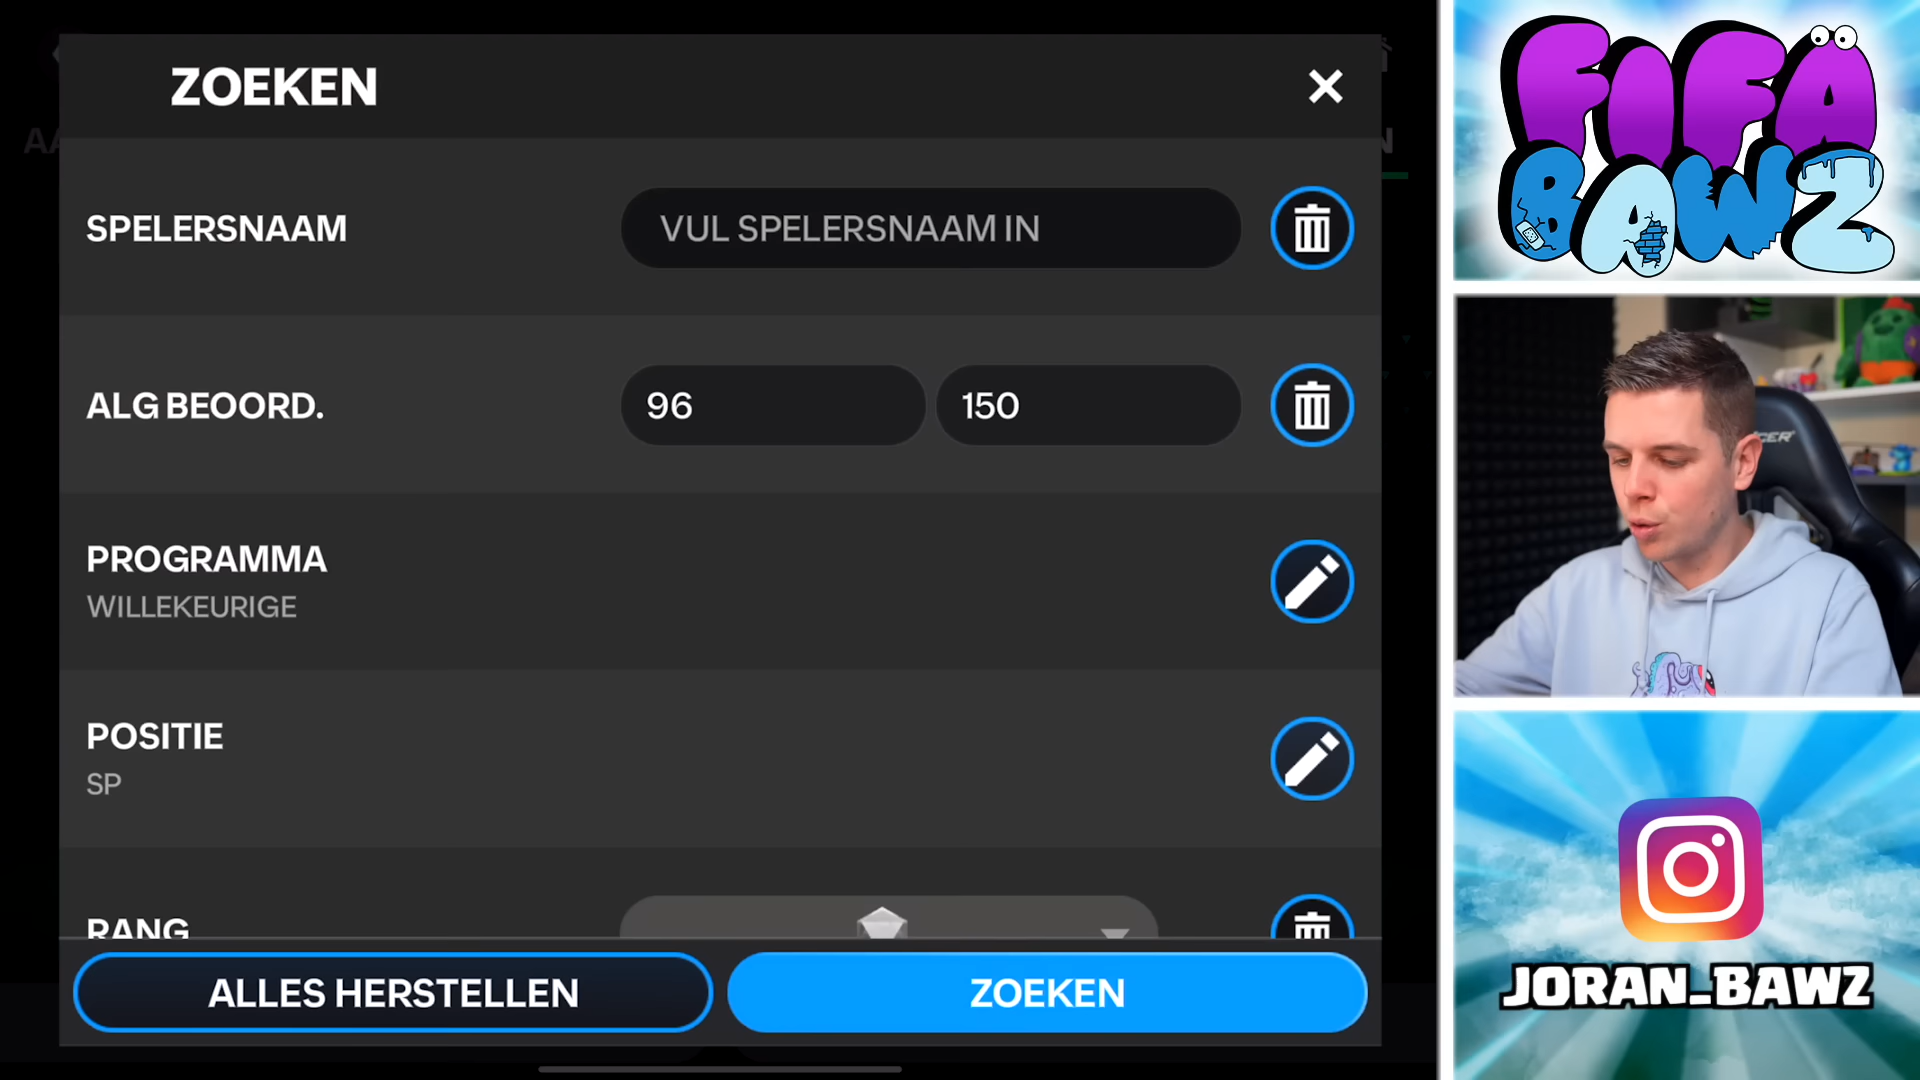 ZOEKEN
SPELERSNAAM
VUL SPELERSNAAM IN
ALG BEOORD.
96
150
PROGRAMMA
WILLEKEURIGE
POSITIE
SP
RANG
ALLES HERSTELLEN
ZOEKEN
FIFA
BAWZ
JORAN_BAWZ